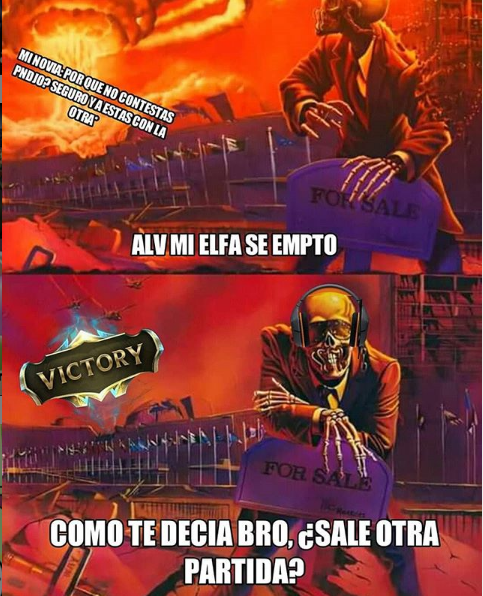 MI NOVIA: POR QUE NO CONTESTAS
PNDJO? SEGURO YA ESTAS CON LA
OTRA*
FOR SALE
ALV MI ELFA SE EMPTO
VICTORY
FOR SALE
COMO TE DECIA BRO, ¿SALE OTRA
PARTIDA?